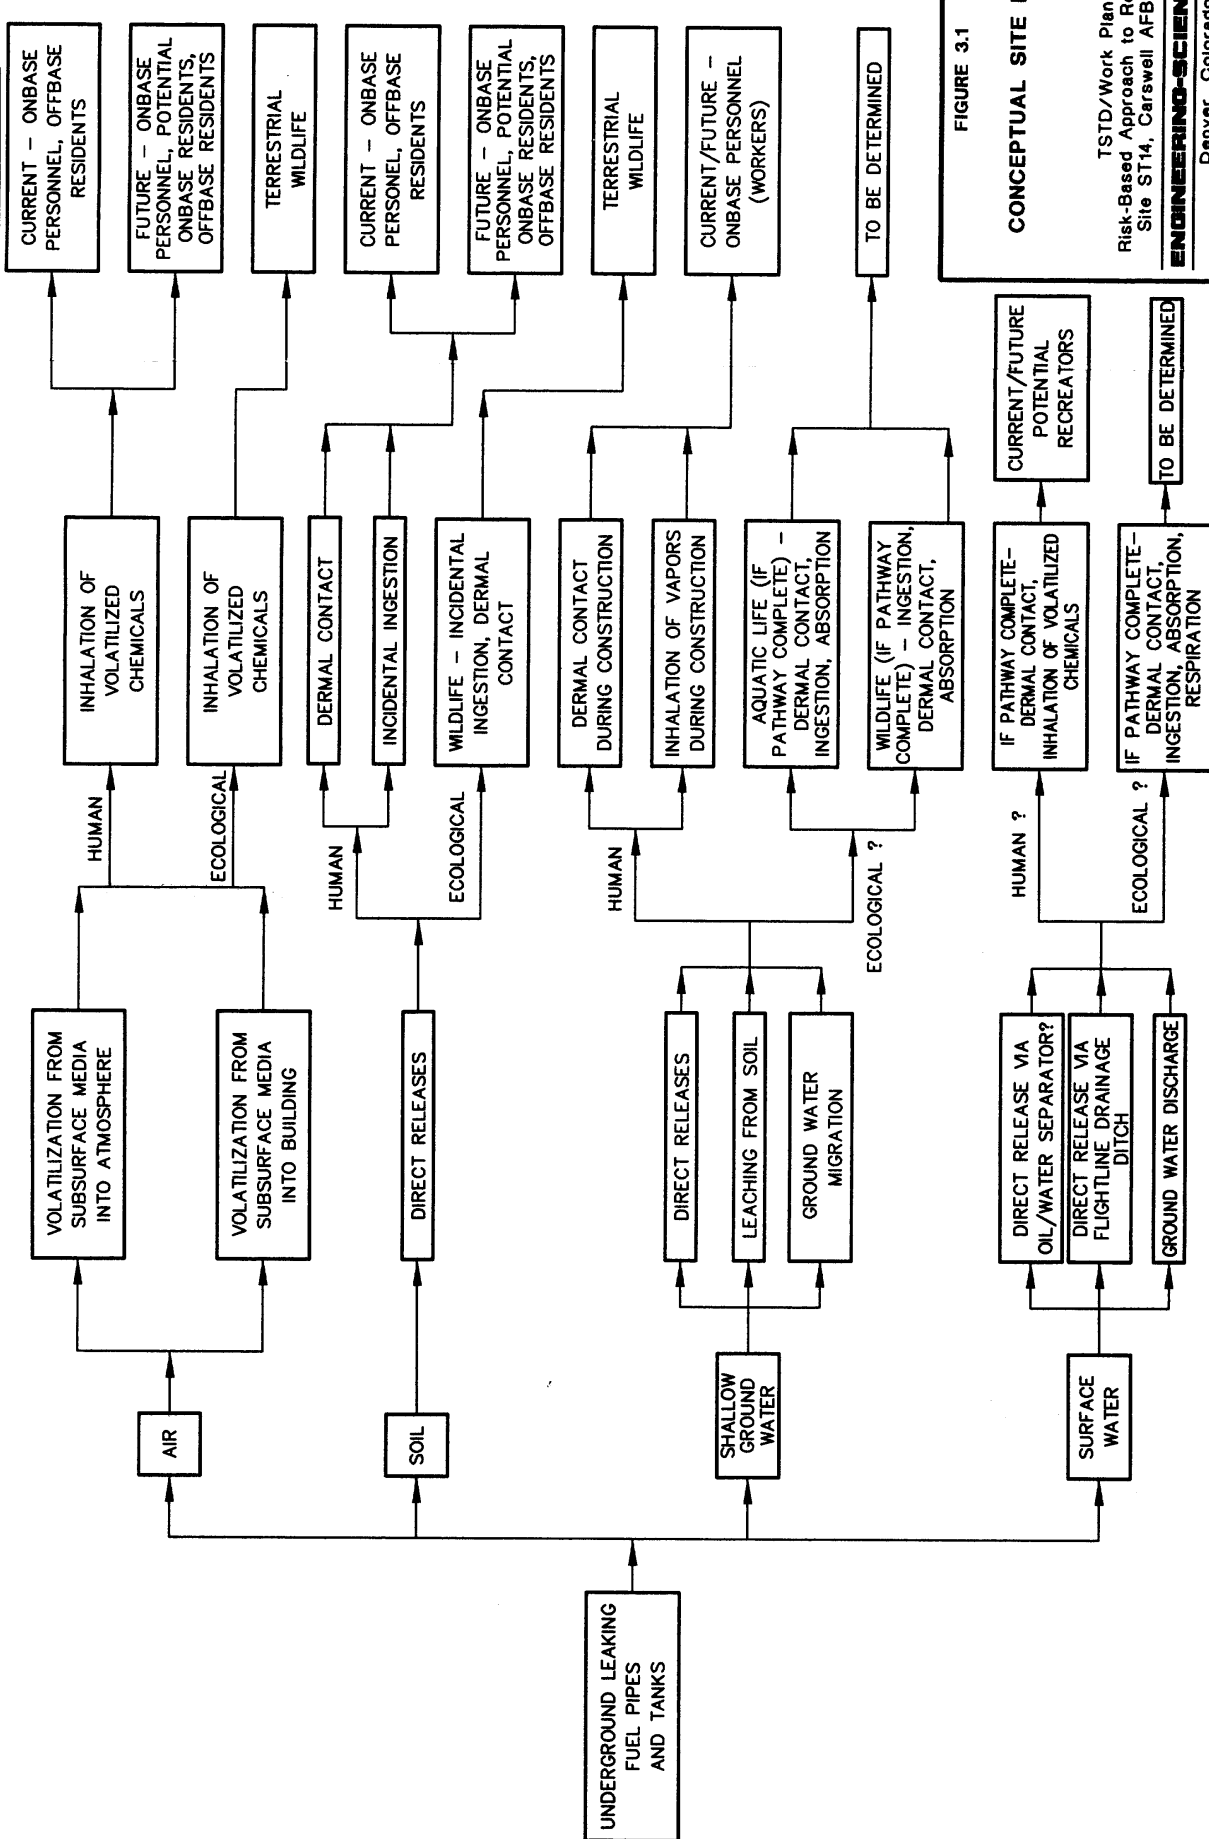 UNDERGROUND LEAKING
FUEL PIPES
AND TANKS
AIR
SOIL
SHALLOW
GROUND
WATER
SURFACE
WATER
VOLATILIZATION FROM
SUBSURFACE MEDIA
INTO ATMOSPHERE
VOLATILIZATION FROM
SUBSURFACE MEDIA
INTO BUILDING
DIRECT RELEASES
DIRECT RELEASES
LEACHING FROM SOIL
GROUND WATER
MIGRATION
DIRECT RELEASE VIA
OIL/WATER SEPARATOR?
DIRECT RELEASE VIA
FLIGHTLINE DRAINAGE
DITCH
GROUND WATER DISCHARGE
HUMAN
ECOLOGICAL
HUMAN
ECOLOGICAL
HUMAN
ECOLOGICAL ?
HUMAN ?
ECOLOGICAL ?
INHALATION OF
VOLATILIZED
CHEMICALS
INHALATION OF
VOLATILIZED
CHEMICALS
DERMAL CONTACT
INCIDENTAL INGESTION
WILDLIFE – INCIDENTAL
INGESTION, DERMAL
CONTACT
DERMAL CONTACT
DURING CONSTRUCTION
INHALATION OF VAPORS
DURING CONSTRUCTION
AQUATIC LIFE (IF
PATHWAY COMPLETE) –
DERMAL CONTACT,
INGESTION, ABSORPTION
WILDLIFE (IF PATHWAY
COMPLETE) – INGESTION,
DERMAL CONTACT,
ABSORPTION
IF PATHWAY COMPLETE–
DERMAL CONTACT,
INHALATION OF VOLATILIZED
CHEMICALS
IF PATHWAY COMPLETE–
DERMAL CONTACT,
INGESTION, ABSORPTION,
RESPIRATION
CURRENT – ONBASE
PERSONNEL, OFFBASE
RESIDENTS
FUTURE – ONBASE
PERSONNEL, POTENTIAL
ONBASE RESIDENTS,
OFFBASE RESIDENTS
TERRESTRIAL
WILDLIFE
CURRENT – ONBASE
PERSONEL, OFFBASE
RESIDENTS
FUTURE – ONBASE
PERSONNEL, POTENTIAL
ONBASE RESIDENTS,
OFFBASE RESIDENTS
TERRESTRIAL
WILDLIFE
CURRENT/FUTURE –
ONBASE PERSONNEL
(WORKERS)
TO BE DETERMINED
CURRENT/FUTURE
POTENTIAL
RECREATORS
TO BE DETERMINED
FIGURE 3.1
CONCEPTUAL SITE
TSTD/Work Plan
Risk-Based Approach to
Site ST14, Carswell AFB
Denver,